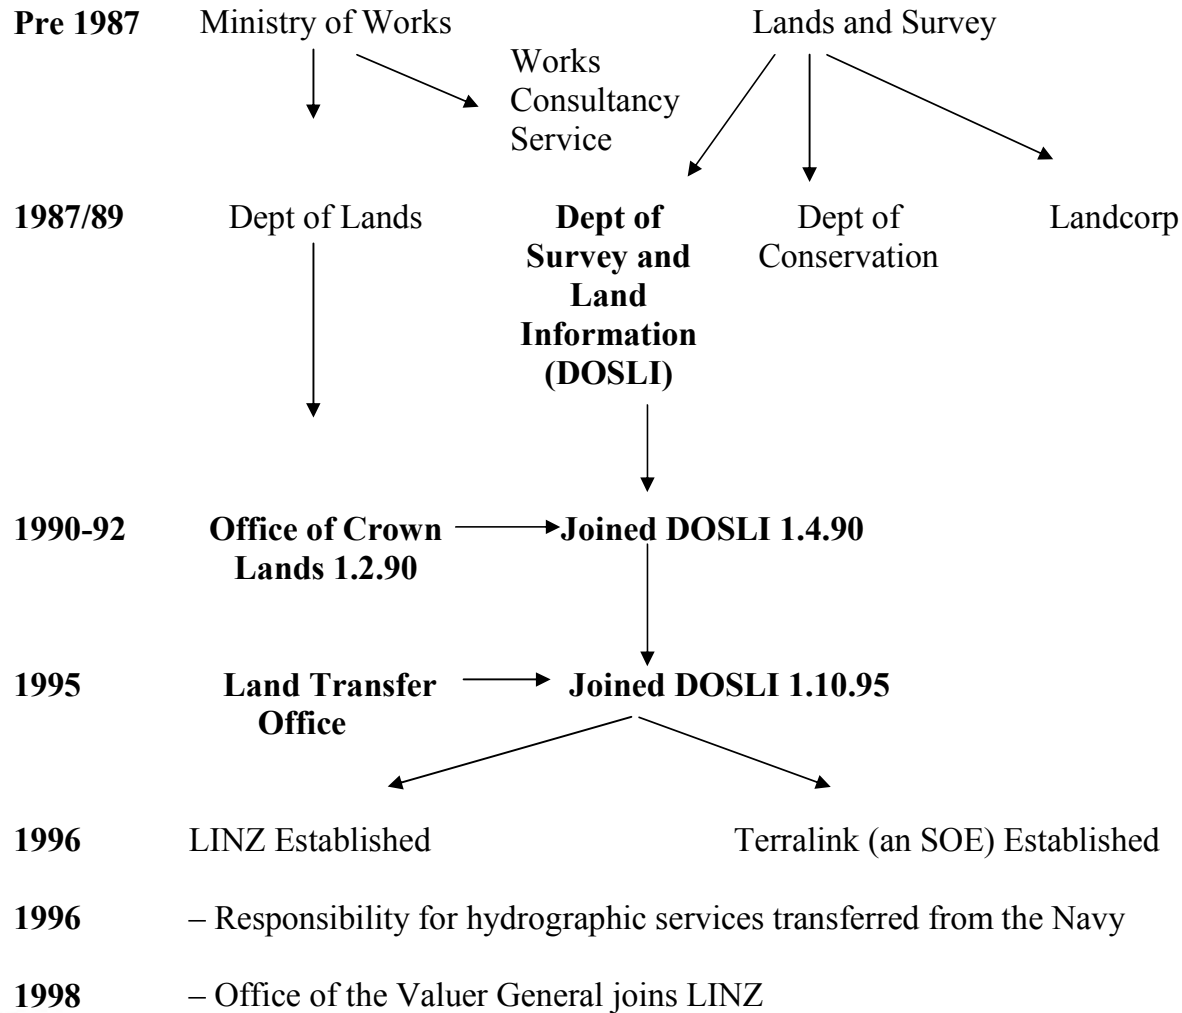 Pre 1987 Ministry of Works Lands and Survey
Works
Consultancy
Service
1987/89 Dept of Lands
Dept of
Survey and
Land
Information
(DOSLI)
Dept of
Conservation
Landcorp
1990-92 Office of Crown
Lands 1.2.90
Joined DOSLI 1.4.90
1995 Land Transfer
Office
Joined DOSLI 1.10.95
1996 LINZ Established Terralink (an SOE) Established
1996 – Responsibility for hydrographic services transferred from the Navy
1998 – Office of the Valuer General joins LINZ